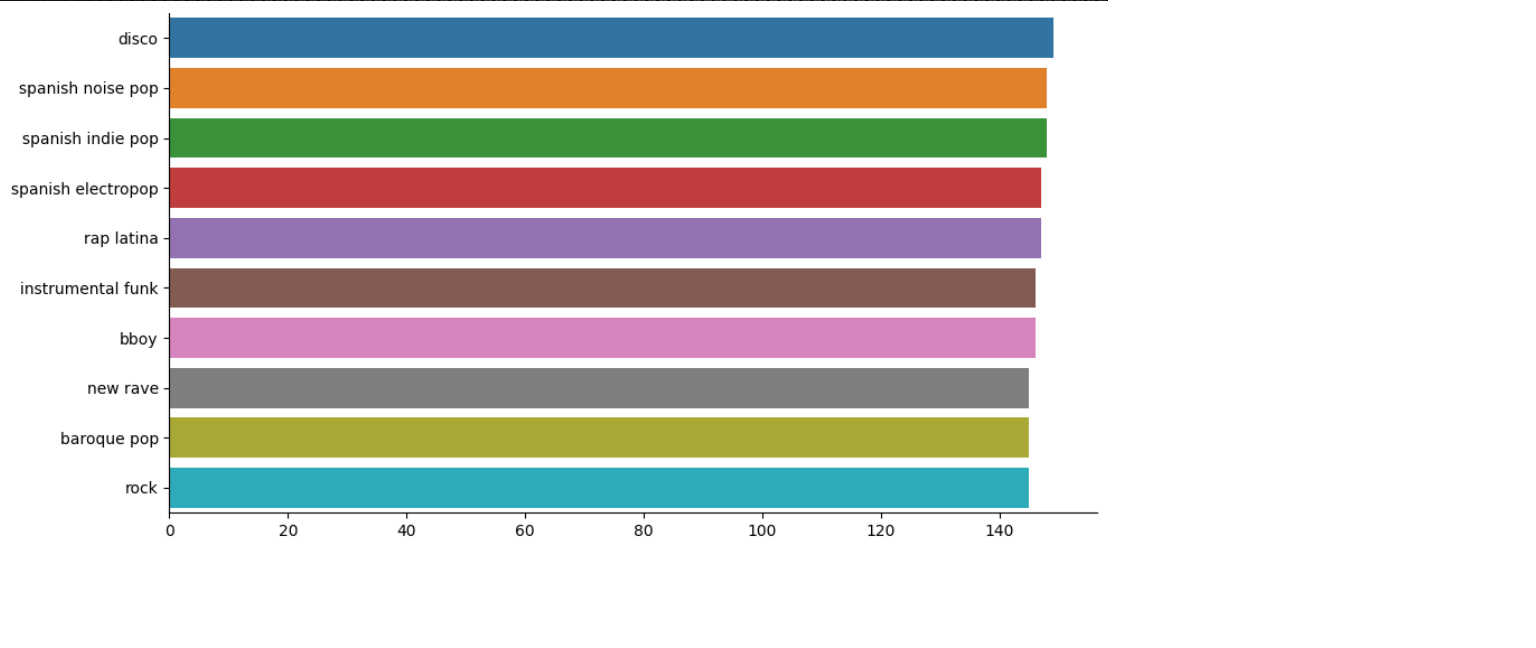 disco
spanish noise pop
spanish indie pop
spanish electropop
rap latina
instrumental funk
bboy
new rave
baroque pop
rock
0 20 40 60 80 100 120 140